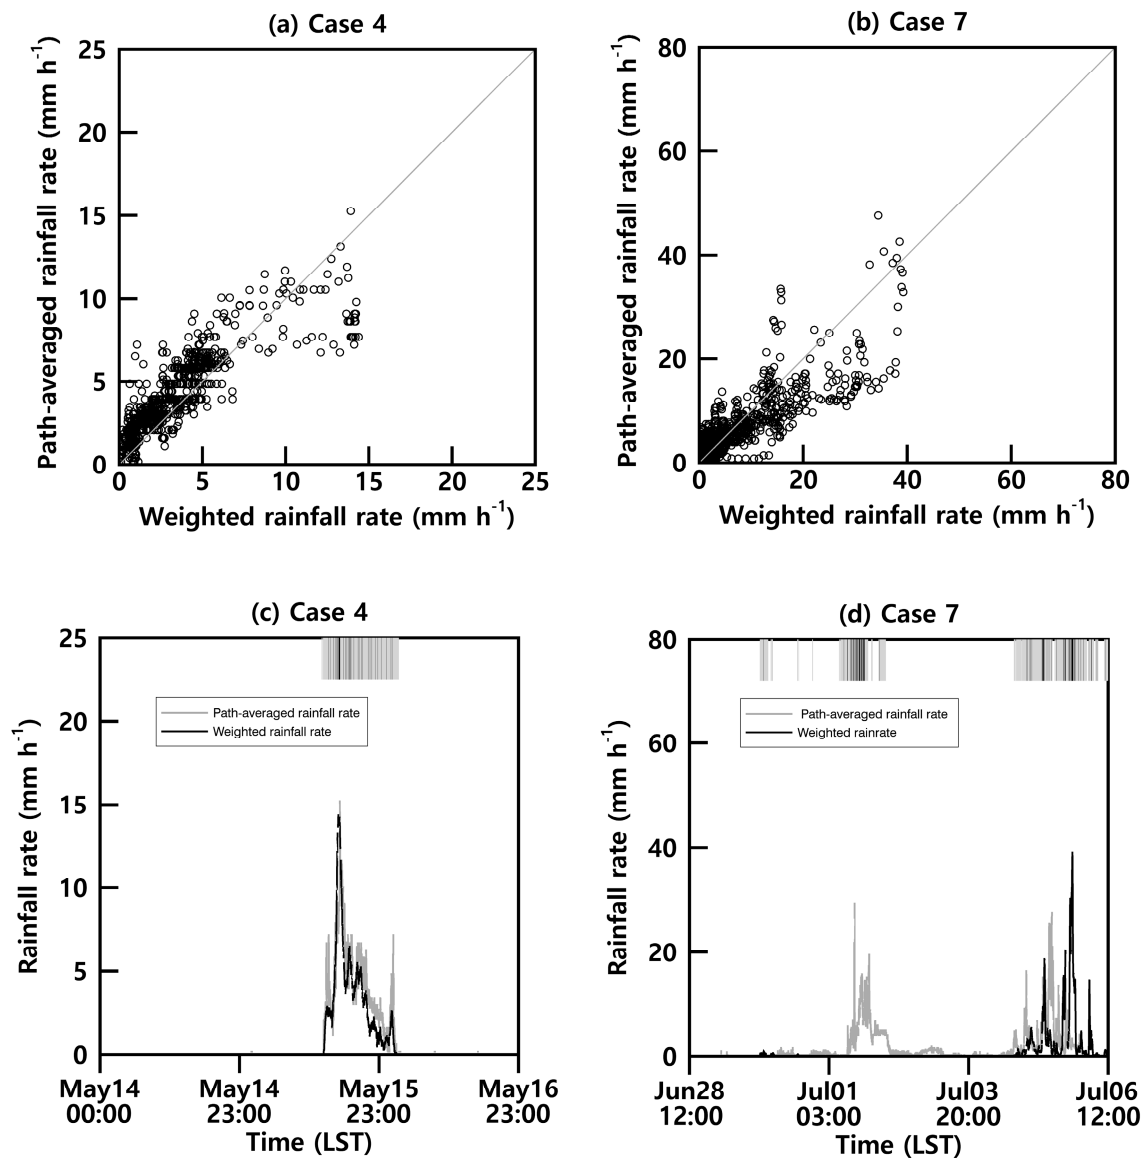 (a) Case 4
Path-averaged rainfall rate (mm h⁻¹)
25
20
15
10
5
0
0 5 10 15 20 25
Weighted rainfall rate (mm h⁻¹)
(b) Case 7
Path-averaged rainfall rate (mm h⁻¹)
80
60
40
20
0
0 20 40 60 80
Weighted rainfall rate (mm h⁻¹)
(c) Case 4
Rainfall rate (mm h⁻¹)
25
20
15
10
5
0
Path-averaged rainfall rate
Weighted rainfall rate
May14 May14 May15 May16
00:00 23:00 23:00 23:00
Time (LST)
(d) Case 7
Rainfall rate (mm h⁻¹)
80
60
40
20
0
Path-averaged rainfall rate
Weighted rainrate
Jun28 Jul01 Jul03 Jul06
12:00 03:00 20:00 12:00
Time (LST)